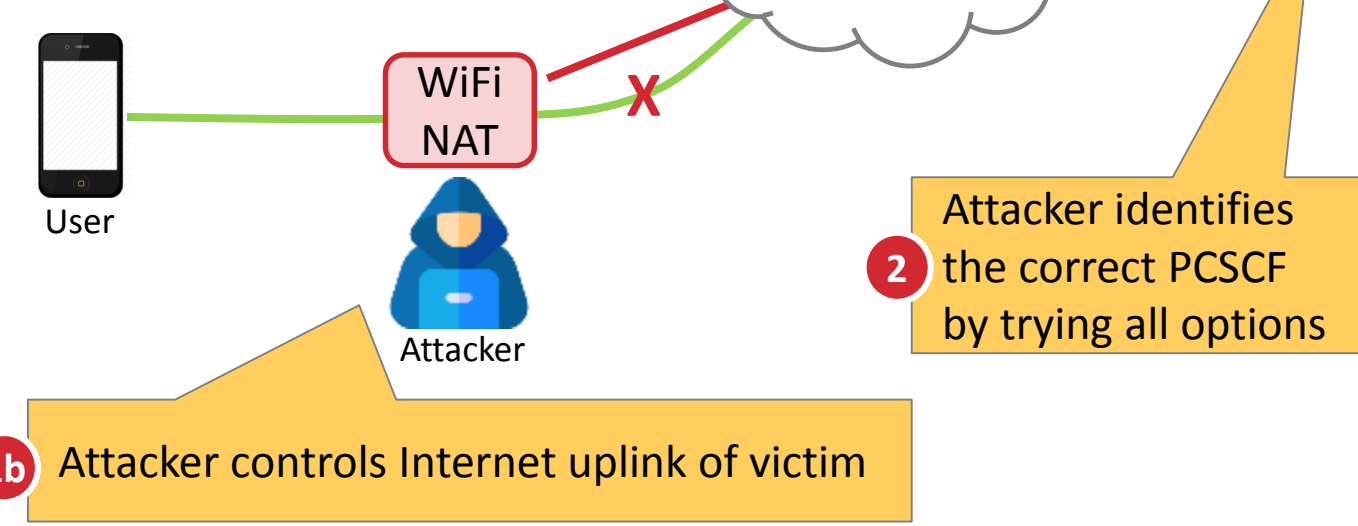 WiFi
NAT
X
User
Attacker
Attacker identifies
2 the correct PCSCF
by trying all options
b Attacker controls Internet uplink of victim